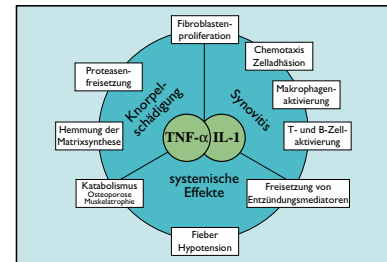 Fibroblasten-
proliferation
Chemotaxis
Zelladhäsion
Proteasen-
freisetzung
Makrophagen-
aktivierung
Knorpel-
schädigung
Synovitis
Hemmung der
Matrixsynthese
TNF-α
IL-1
T- und B-Zell-
aktivierung
systemische
Effekte
Katabolismus
Osteoporose
Muskelatrophie
Freisetzung von
Entzündungsmediatoren
Fieber
Hypotension